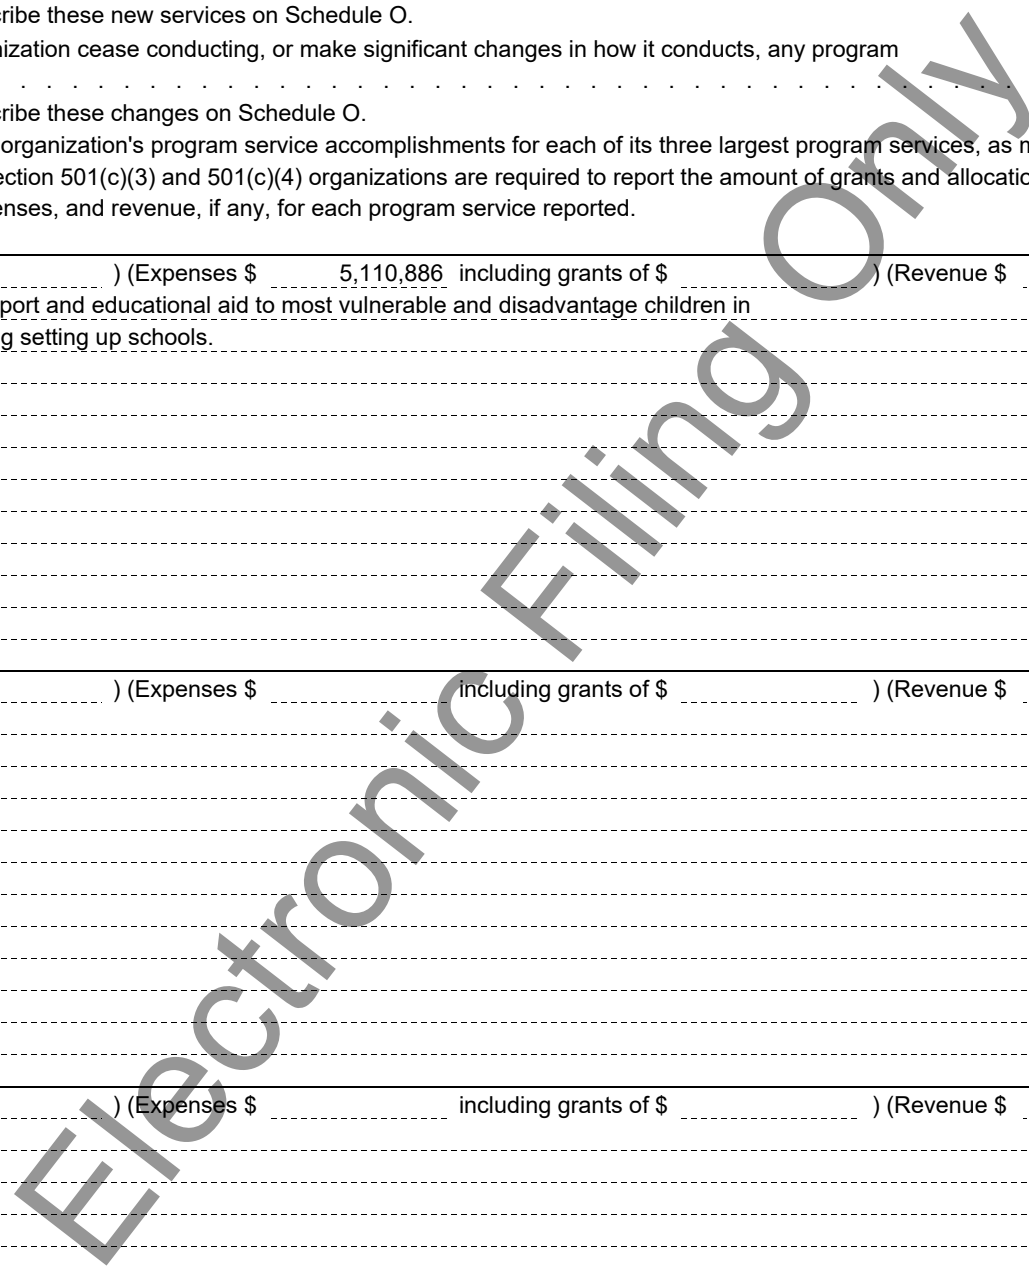 cribe these new services on Schedule O.
nization cease conducting, or make significant changes in how it conducts, any program
. . . . . . . . . . . . . . . . . . . . . . . . . . . . . . . . . . . . . . .
cribe these changes on Schedule O.
organization's program service accomplishments for each of its three largest program services, as m
ection 501(c)(3) and 501(c)(4) organizations are required to report the amount of grants and allocatio
enses, and revenue, if any, for each program service reported.
) (Expenses $ 5,110,886 including grants of $ ) (Revenue $
pport and educational aid to most vulnerable and disadvantage children in
g setting up schools.
) (Expenses $ including grants of $ ) (Revenue $
) (Expenses $ including grants of $ ) (Revenue $
Electronic Filing Only